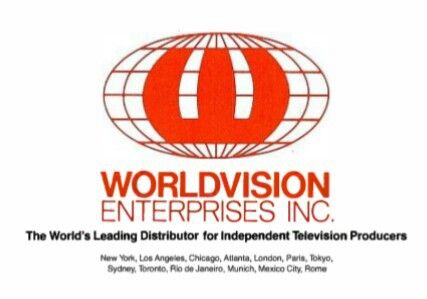 W
WORLDVISION
ENTERPRISES INC.
The World's Leading Distributor for Independent Television Producers
New York, Los Angeles, Chicago, Atlanta, London, Paris, Tokyo,
Sydney, Toronto, Rio de Janeiro, Munich, Mexico City, Rome